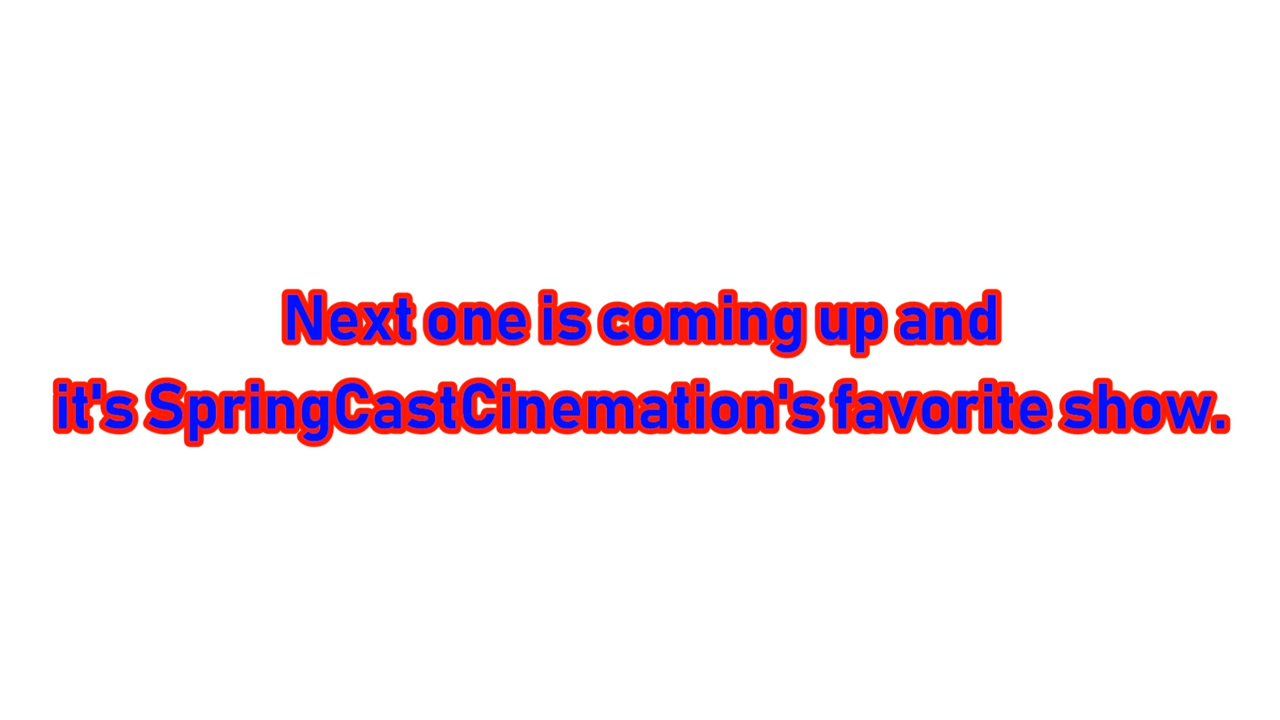 Next one is coming up and
it's SpringCastCinemation's favorite show.